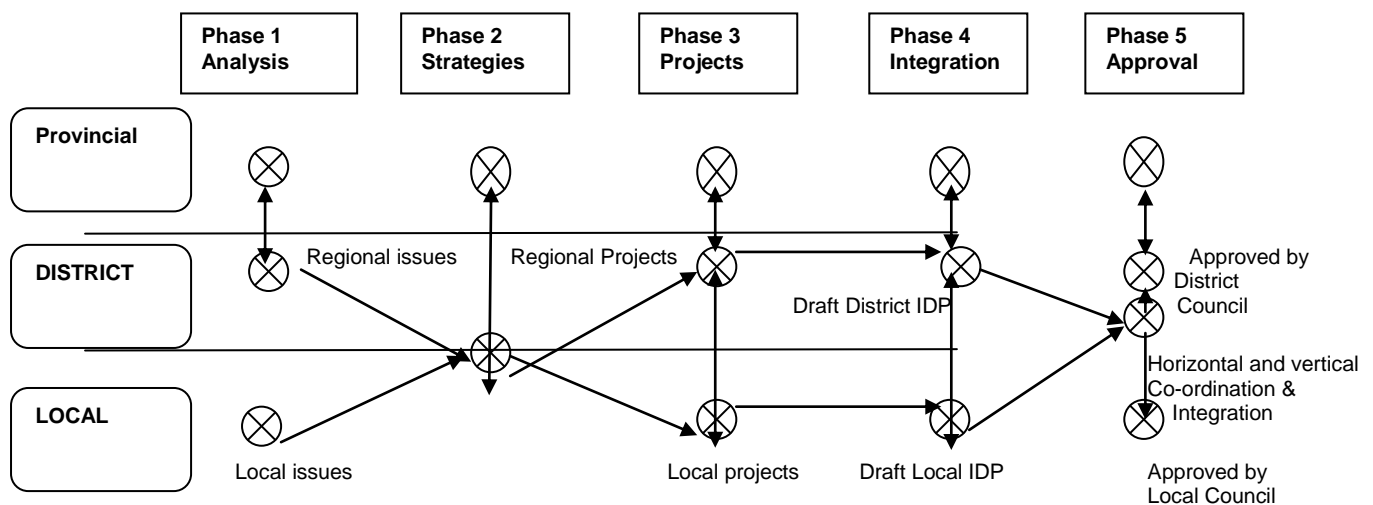 Phase 1
Analysis
Phase 2
Strategies
Phase 3
Projects
Phase 4
Integration
Phase 5
Approval
Provincial
DISTRICT
Regional issues
Regional Projects
Draft District IDP
Approved by
District
Council
Horizontal and vertical
Co-ordination &
Integration
LOCAL
Local issues
Local projects
Draft Local IDP
Approved by
Local Council